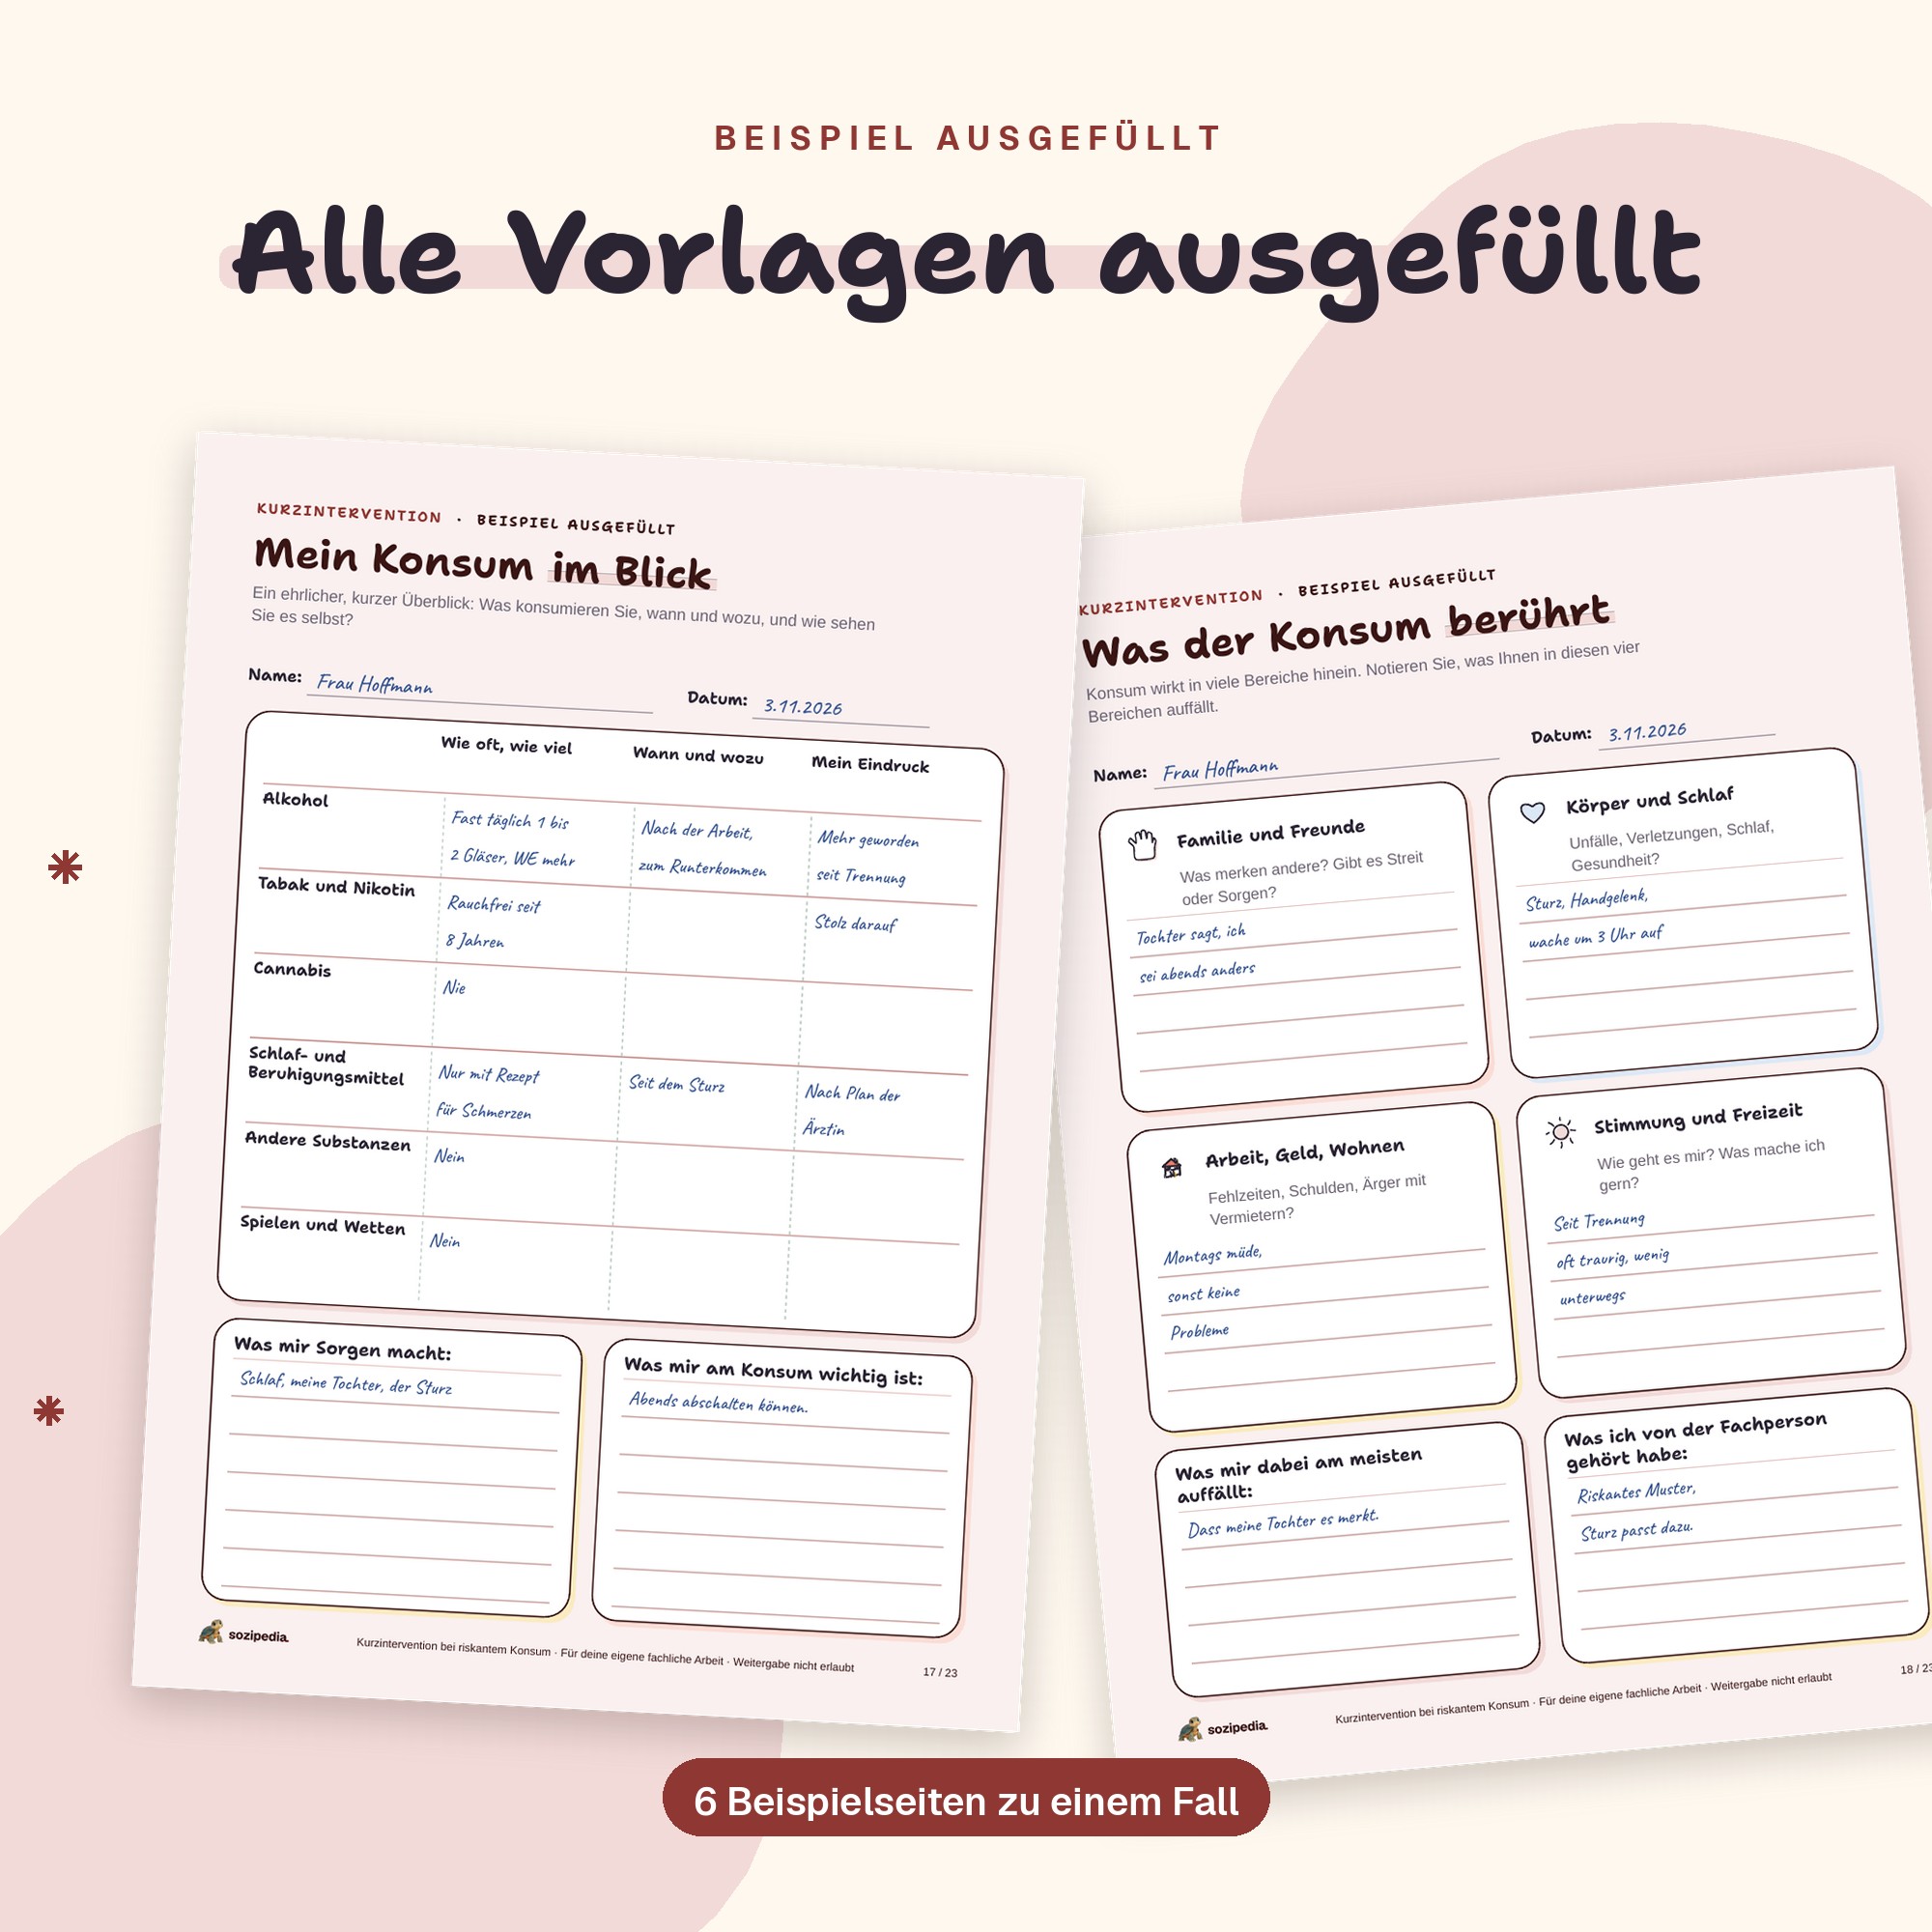 BEISPIEL AUSGEFÜLLT
Alle Vorlagen ausgefüllt
KURZINTERVENTION · BEISPIEL AUSGEFÜLLT
Mein Konsum im Blick
Ein ehrlicher, kurzer Überblick: Was konsumieren Sie, wann und wozu, und wie sehen
Sie es selbst?
Name: Frau Hoffmann Datum: 3.11.2026
Wie oft, wie viel Wann und wozu Mein Eindruck
Alkohol
Fast täglich 1 bis
2 Gläser, WE mehr
Nach der Arbeit,
zum Runterkommen
Mehr geworden
seit Trennung
Tabak und Nikotin
Rauchfrei seit
8 Jahren
Stolz darauf
Cannabis
Nie
Schlaf- und
Beruhigungsmittel
Nur mit Rezept
für Schmerzen
Seit dem Sturz
Nach Plan der
Ärztin
Andere Substanzen
Nein
Spielen und Wetten
Nein
Was mir Sorgen macht:
Schlaf, meine Tochter, der Sturz
Was mir am Konsum wichtig ist:
Abends abschalten können.
sozipedia.
Kurzintervention bei riskantem Konsum · Für deine eigene fachliche Arbeit · Weitergabe nicht erlaubt
17 / 23
KURZINTERVENTION · BEISPIEL AUSGEFÜLLT
Was der Konsum berührt
Konsum wirkt in viele Bereiche hinein. Notieren Sie, was Ihnen in diesen vier
Bereichen auffällt.
Name: Frau Hoffmann Datum: 3.11.2026
Familie und Freunde
Was merken andere? Gibt es Streit
oder Sorgen?
Tochter sagt, ich
sei abends anders
Körper und Schlaf
Unfälle, Verletzungen, Schlaf,
Gesundheit?
Sturz, Handgelenk,
wache um 3 Uhr auf
Arbeit, Geld, Wohnen
Fehlzeiten, Schulden, Ärger mit
Vermietern?
Montags müde,
sonst keine
Probleme
Stimmung und Freizeit
Wie geht es mir? Was mache ich
gern?
Seit Trennung
oft traurig, wenig
unterwegs
Was mir dabei am meisten
auffällt:
Dass meine Tochter es merkt.
Was ich von der Fachperson
gehört habe:
Riskantes Muster,
Sturz passt dazu.
sozipedia.
Kurzintervention bei riskantem Konsum · Für deine eigene fachliche Arbeit · Weitergabe nicht erlaubt
18 / 23
6 Beispielseiten zu einem Fall